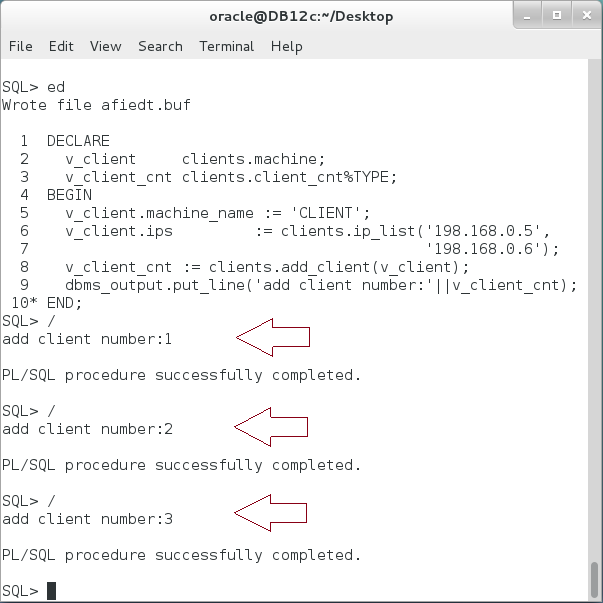 oracle@DB12c:~/Desktop
File Edit View Search Terminal Help
SQL> ed
Wrote file afiedt.buf
1 DECLARE
2 v_client clients.machine;
3 v_client_cnt clients.client_cnt%TYPE;
4 BEGIN
5 v_client.machine_name := 'CLIENT';
6 v_client.ips := clients.ip_list('198.168.0.5',
7 '198.168.0.6');
8 v_client_cnt := clients.add_client(v_client);
9 dbms_output.put_line('add client number:'||v_client_cnt);
10* END;
SQL> /
add client number:1
PL/SQL procedure successfully completed.
SQL> /
add client number:2
PL/SQL procedure successfully completed.
SQL> /
add client number:3
PL/SQL procedure successfully completed.
SQL>